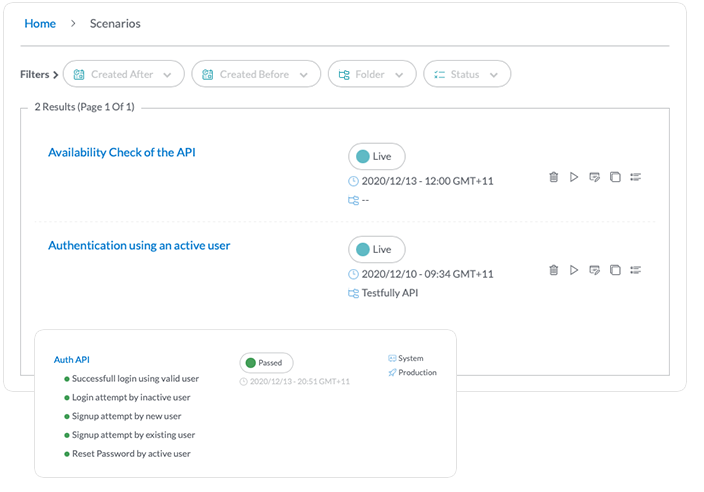 Home > Scenarios
Filters > Created After Created Before Folder Status
2 Results (Page 1 Of 1)
Availability Check of the API
Live
2020/12/13 - 12:00 GMT+11
--
Authentication using an active user
Live
2020/12/10 - 09:34 GMT+11
Testfully API
Auth API
Successfull login using valid user
Login attempt by inactive user
Signup attempt by new user
Signup attempt by existing user
Reset Password by active user
Passed
2020/12/13 - 20:51 GMT+11
System
Production